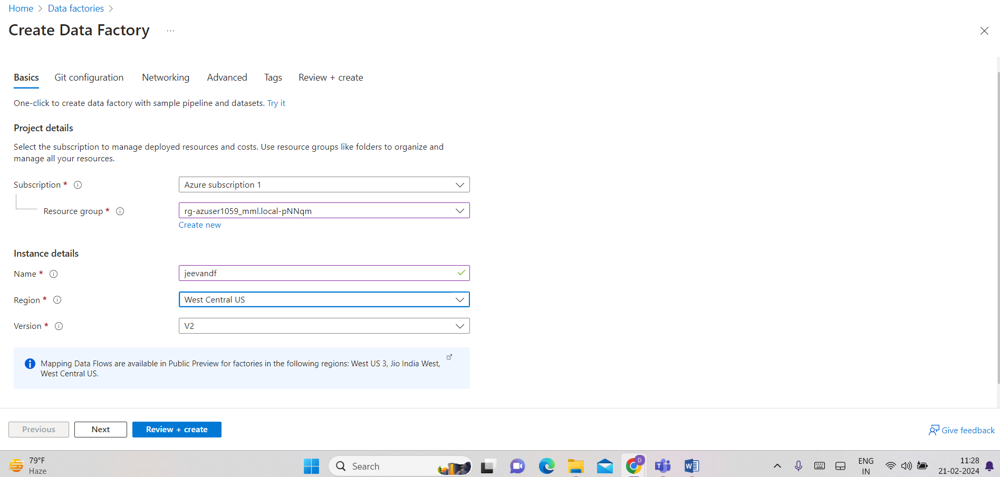 Home > Data factories >
Create Data Factory ...
Basics Git configuration Networking Advanced Tags Review + create
One-click to create data factory with sample pipeline and datasets. Try it
Project details
Select the subscription to manage deployed resources and costs. Use resource groups like folders to organize and
manage all your resources.
Subscription * Azure subscription 1
Resource group * rg-azuser1059_mml.local-pNNqm
Create new
Instance details
Name * jeevandf
Region * West Central US
Version * V2
Mapping Data Flows are available in Public Preview for factories in the following regions: West US 3, Jio India West,
West Central US.
Previous Next Review + create Give feedback
79°F
Haze
Search
D
ENG
IN
11:28
21-02-2024